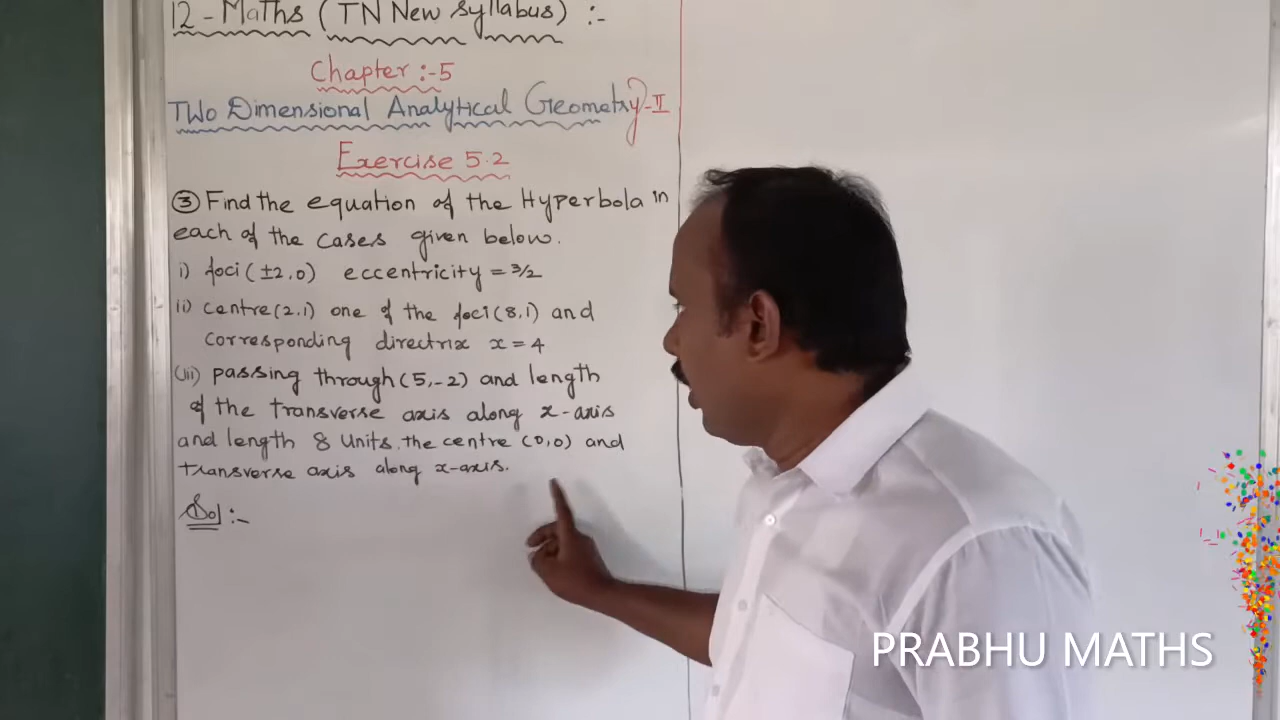 12 - Maths (TN New Syllabus) :-
Chapter :- 5
TWo Dimensional Analytical Geometry - II
Exercise 5.2
③ Find the equation of the Hyperbola in
each of the cases given below.
i) foci (±2,0) eccentricity = 3/2
ii) centre (2,1) one of the foci (8,1) and
corresponding directrix x = 4
(iii) passing through (5,-2) and length
of the transverse axis along x-axis
and length 8 units. the centre (0,0) and
transverse axis along x-axis.
Sol :-
PRABHU MATHS